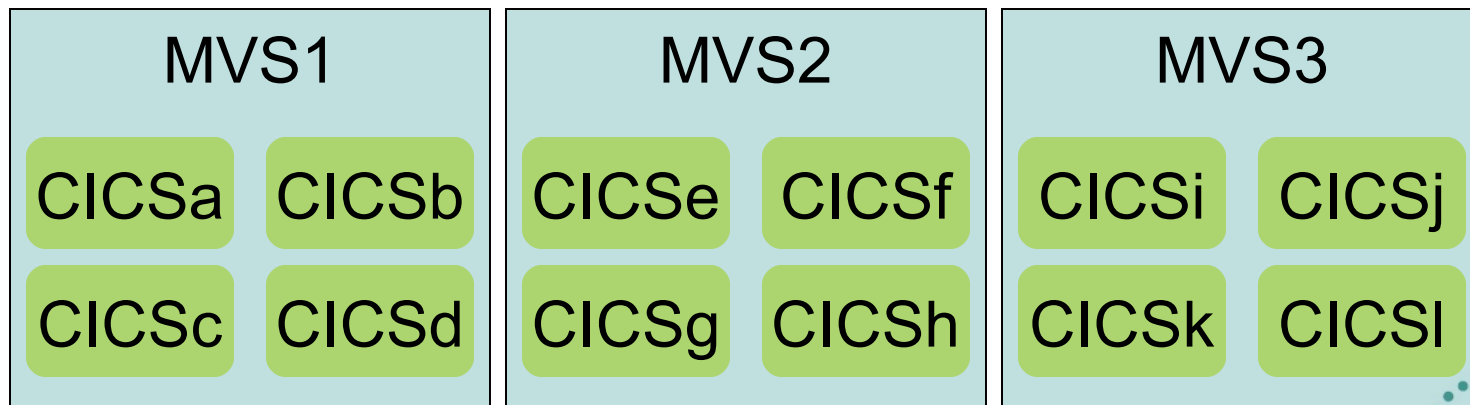 MVS1
CICSa CICSb
CICSc CICSd
MVS2
CICSe CICSf
CICSg CICSh
MVS3
CICSi CICSj
CICSk CICSl